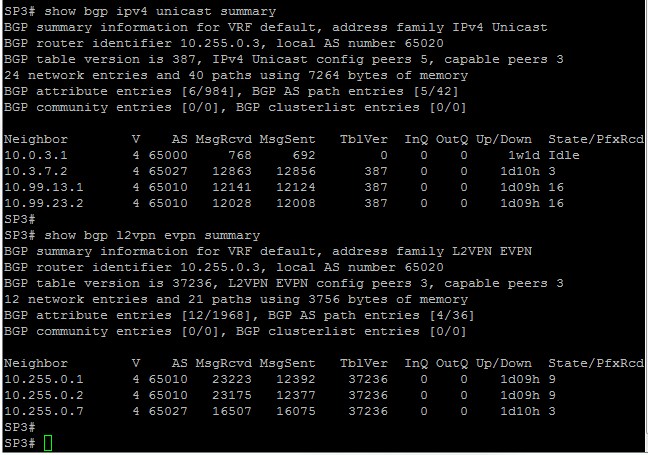 SP3# show bgp ipv4 unicast summary
BGP summary information for VRF default, address family IPv4 Unicast
BGP router identifier 10.255.0.3, local AS number 65020
BGP table version is 387, IPv4 Unicast config peers 5, capable peers 3
24 network entries and 40 paths using 7264 bytes of memory
BGP attribute entries [6/984], BGP AS path entries [5/42]
BGP community entries [0/0], BGP clusterlist entries [0/0]
Neighbor V AS MsgRcvd MsgSent TblVer InQ OutQ Up/Down State/PfxRcd
10.0.3.1 4 65000 768 692 0 0 0 1w1d Idle
10.3.7.2 4 65027 12863 12856 387 0 0 1d10h 3
10.99.13.1 4 65010 12141 12124 387 0 0 1d09h 16
10.99.23.2 4 65010 12028 12008 387 0 0 1d09h 16
SP3#
SP3# show bgp l2vpn evpn summary
BGP summary information for VRF default, address family L2VPN EVPN
BGP router identifier 10.255.0.3, local AS number 65020
BGP table version is 37236, L2VPN EVPN config peers 3, capable peers 3
12 network entries and 21 paths using 3756 bytes of memory
BGP attribute entries [12/1968], BGP AS path entries [4/36]
BGP community entries [0/0], BGP clusterlist entries [0/0]
Neighbor V AS MsgRcvd MsgSent TblVer InQ OutQ Up/Down State/PfxRcd
10.255.0.1 4 65010 23223 12392 37236 0 0 1d09h 9
10.255.0.2 4 65010 23175 12377 37236 0 0 1d09h 9
10.255.0.7 4 65027 16507 16075 37236 0 0 1d10h 3
SP3#
SP3#